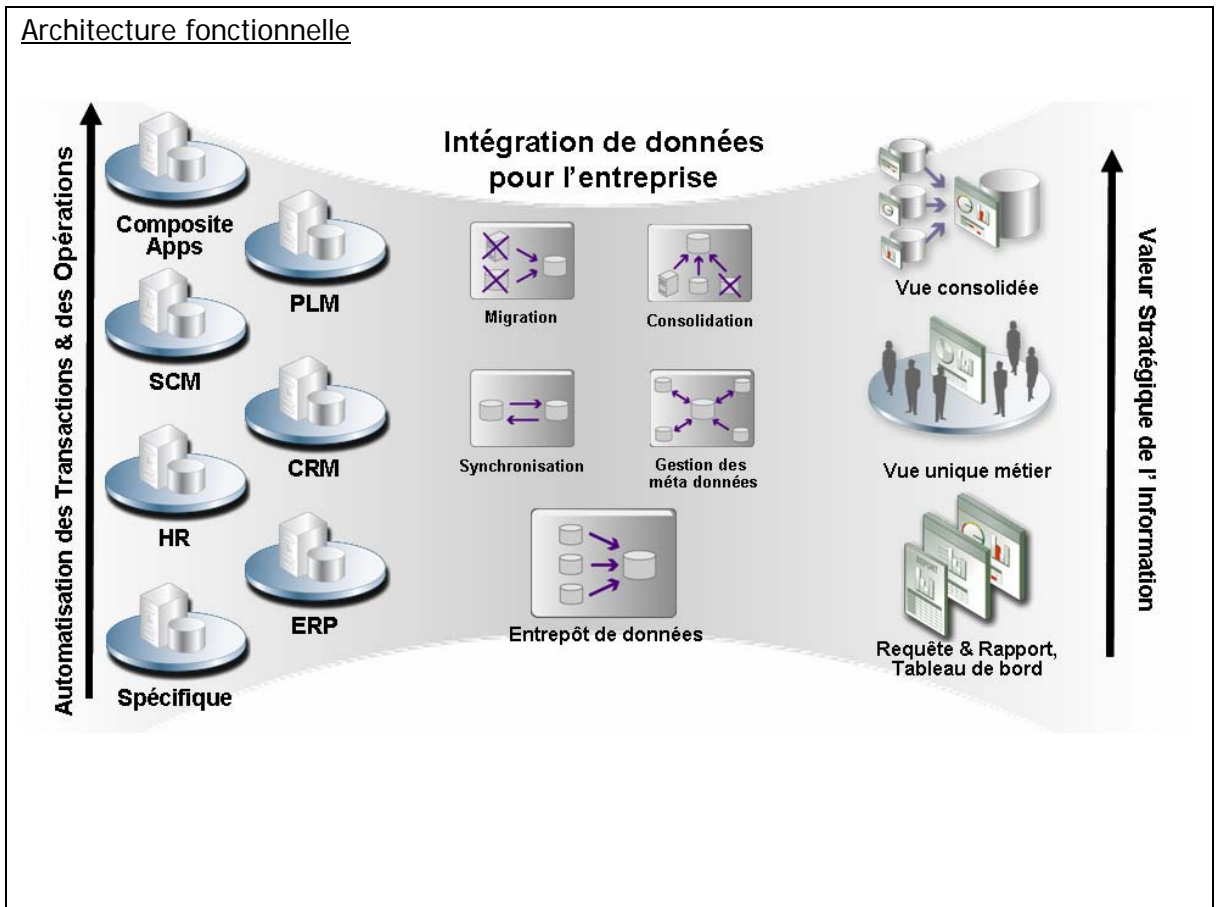 Architecture fonctionnelle
Automatisation des Transactions & des Opérations
Composite
Apps
PLM
SCM
CRM
HR
ERP
Spécifique
Intégration de données
pour l'entreprise
Migration
Consolidation
Synchronisation
Gestion des
méta données
Entrepôt de données
Vue consolidée
Vue unique métier
REPORT
Requête & Rapport,
Tableau de bord
Valeur Stratégique de l' Information